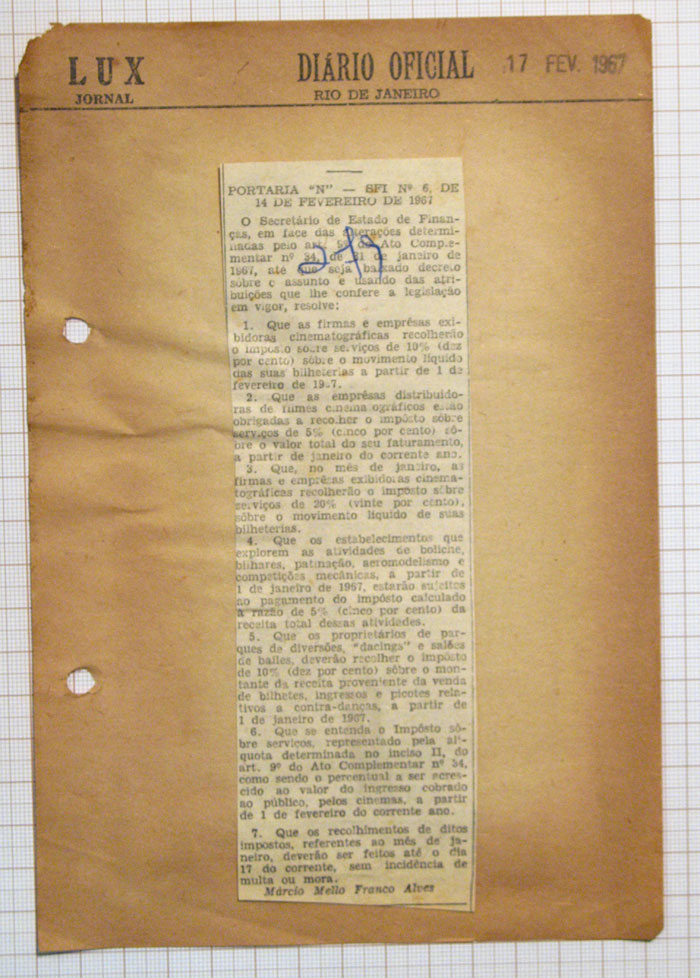 LUX
JORNAL
DIÁRIO OFICIAL
RIO DE JANEIRO
17 FEV. 1967
PORTARIA "N" — SFI Nº 6, DE
14 DE FEVEREIRO DE 1967
O Secretário de Estado de Finan-
ças, em face das alterações determi-
nadas pelo art. 9º do Ato Comple-
mentar nº 34, de 31 de janeiro de
1967, até que seja baixado decreto
sôbre o assunto e usando das atri-
buições que lhe confere a legislação
em vigor, resolve:
1. Que as firmas e emprêsas exi-
bidoras cinematográficas recolherão
o impôsto sôbre serviços de 10% (dez
por cento) sôbre o movimento líquido
das suas bilheterias a partir de 1 de
fevereiro de 1967.
2. Que as emprêsas distribuido-
ras de filmes cinematográficos estão
obrigadas a recolher o impôsto sôbre
serviços de 5% (cinco por cento) sô-
bre o valor total do seu faturamento,
a partir de janeiro do corrente ano.
3. Que, no mês de janeiro, as
firmas e emprêsas exibidoras cinema-
tográficas recolherão o imposto sôbre
serviços de 20% (vinte por cento),
sôbre o movimento líquido de suas
bilheterias.
4. Que os estabelecimentos que
explorem as atividades de boliche,
bilhares, patinação, aeromodelismo e
competições mecânicas, a partir de
1 de janeiro de 1967, estarão sujeitos
ao pagamento do impôsto calculado
à razão de 5% (cinco por cento) da
receita total dessas atividades.
5. Que os proprietários de par-
ques de diversões, "dacings" e salões
de bailes, deverão recolher o impôsto
de 10% (dez por cento) sôbre o mon-
tante da receita proveniente da venda
de bilhetes, ingressos e picotes rela-
tivos a contra-danças, a partir de
1 de janeiro de 1967.
6. Que se entenda o Impôsto sô-
bre serviços, representado pela alí-
quota determinada no inciso II, do
art. 9º do Ato Complementar nº 34,
como sendo o percentual a ser acres-
cido ao valor do ingresso cobrado
ao público, pelos cinemas, a partir
de 1 de fevereiro do corrente ano.
7. Que os recolhimentos de ditos
impostos, referentes ao mês de ja-
neiro, deverão ser feitos até o dia
17 do corrente, sem incidência de
multa ou mora.
Márcio Mello Franco Alves